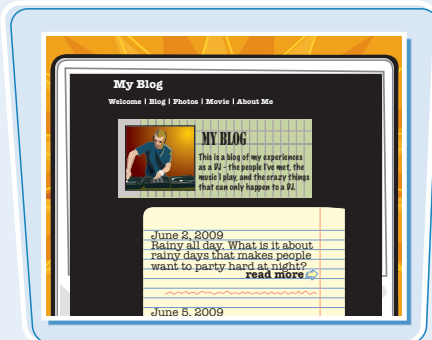 My Blog
Welcome | Blog | Photos | Movie | About Me
MY BLOG
This is a blog of my experiences
as a DJ - the people I've met, the
music I play, and the crazy things
that can only happen to a DJ.
June 2, 2009
Rainy all day. What is it about
rainy days that makes people
want to party hard at night?
read more
June 5, 2009